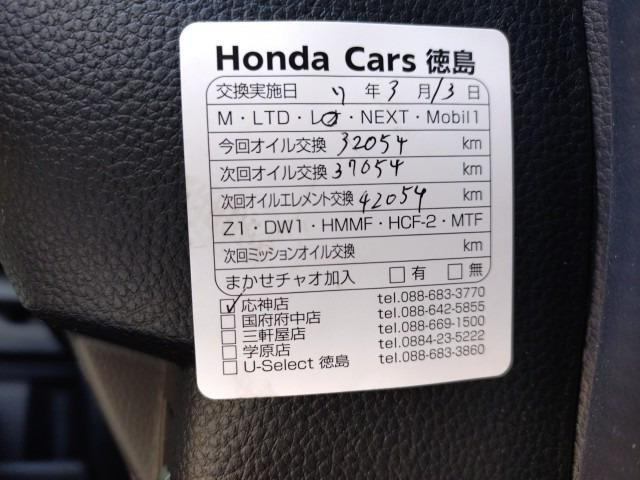 Honda Cars 徳島
交換実施日 7 年 3 月 13 日
M・LTD・LEO・NEXT・Mobil1
今回オイル交換 32054 km
次回オイル交換 37054 km
次回オイルエレメント交換 42054 km
Z1・DW1・HMMF・HCF-2・MTF
次回ミッションオイル交換 km
まかせチャオ加入 □ 有 □ 無
☑ 応神店 tel.088-683-3770
□ 国府府中店 tel.088-642-5855
□ 三軒屋店 tel.088-669-1500
□ 学原店 tel.0884-23-5222
□ U-Select 徳島 tel.088-683-3860